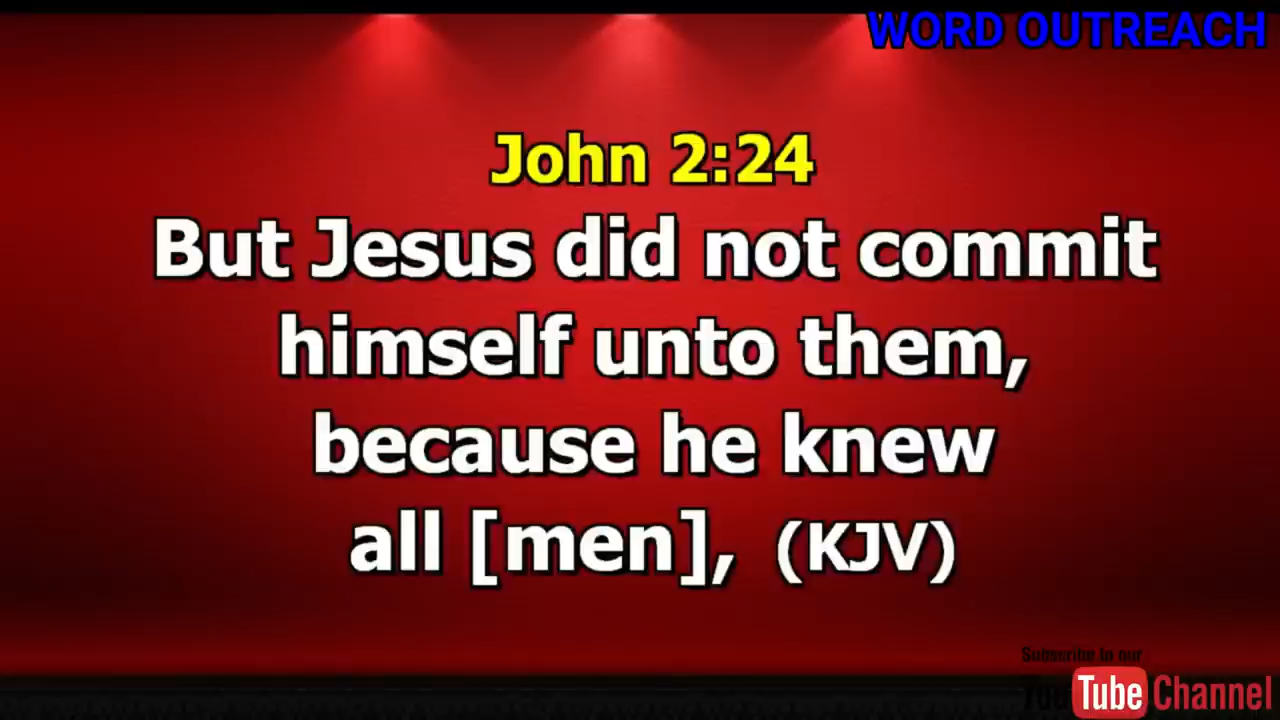 WORD OUTREACH
John 2:24
But Jesus did not commit
himself unto them,
because he knew
all [men], (KJV)
Subscribe to our
YouTube Channel